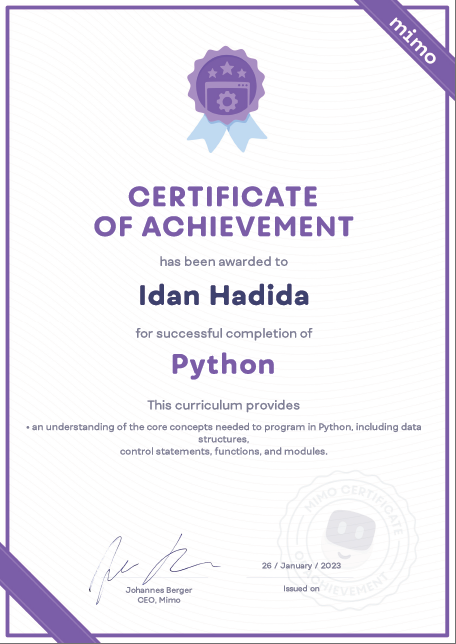 mimo
CERTIFICATE
OF ACHIEVEMENT
has been awarded to
Idan Hadida
for successful completion of
Python
This curriculum provides
• an understanding of the core concepts needed to program in Python, including data
structures,
control statements, functions, and modules.
MIMO CERTIFICATE
OF ACHIEVEMENT
26 / January / 2023
Johannes Berger
Issued on
CEO, Mimo